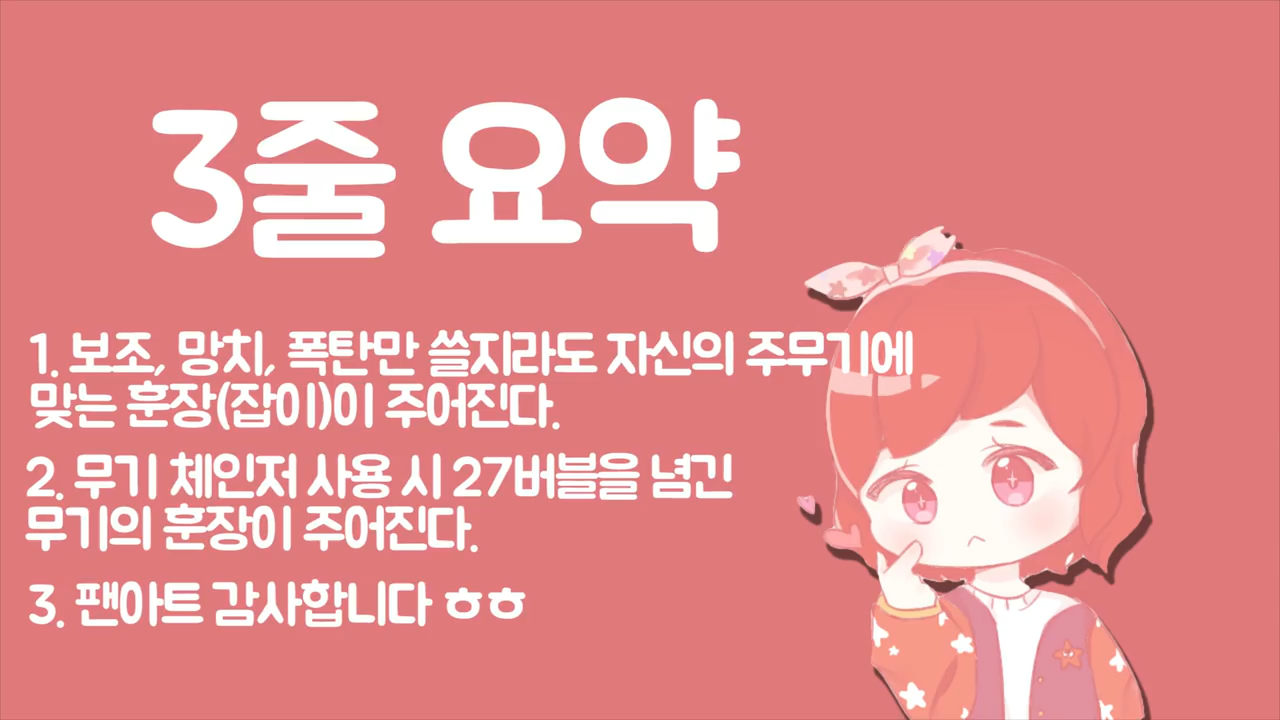 3줄 요약
1. 보조, 망치, 폭탄만 쓸지라도 자신의 주무기에
맞는 훈장(잡이)이 주어진다.
2. 무기 체인저 사용 시 27버블을 넘긴
무기의 훈장이 주어진다.
3. 팬아트 감사합니다 ㅎㅎ